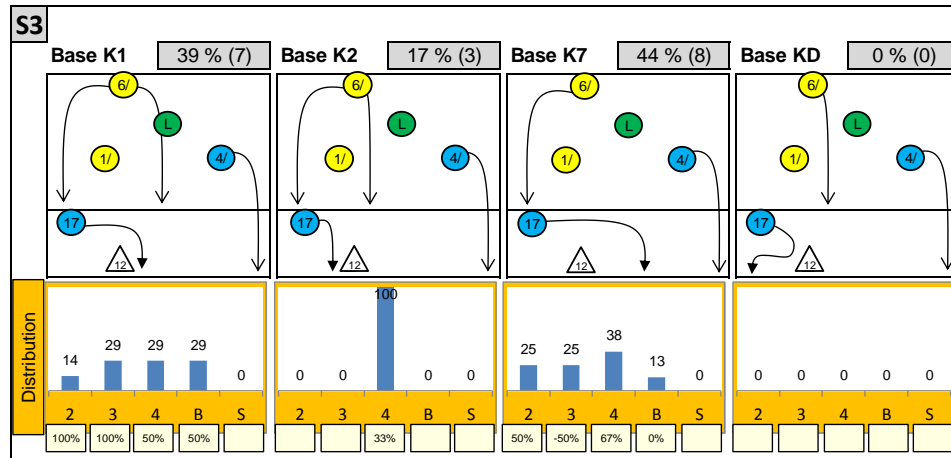 S3
Base K1 39 % (7) Base K2 17 % (3) Base K7 44 % (8) Base KD 0 % (0)
6/ 6/ 6/ 6/
L L L L
1/ 4/ 1/ 4/ 1/ 4/ 1/ 4/
17 17 17 17
12 12 12 12
Distribution
14 29 29 29 0 0 0 100 0 0 25 25 38 13 0 0 0 0 0 0
2 3 4 B S 2 3 4 B S 2 3 4 B S 2 3 4 B S
100% 100% 50% 50% 33% 50% -50% 67% 0%